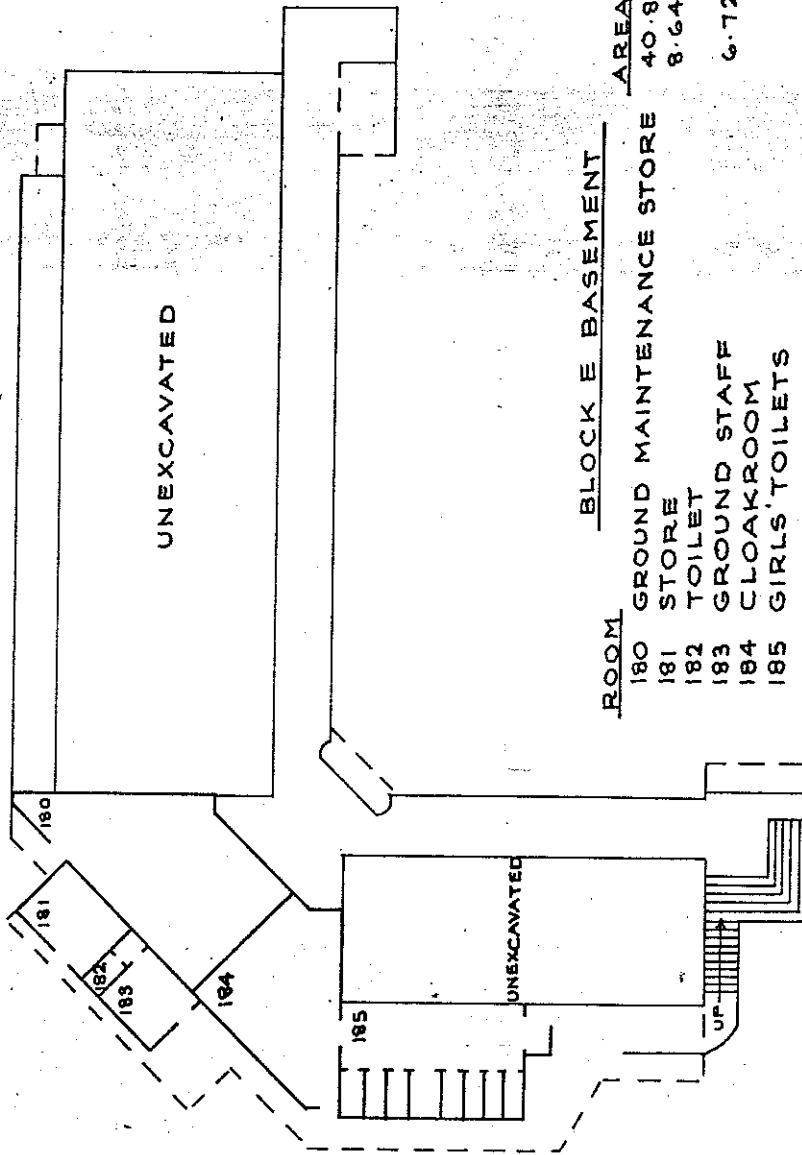 180
181
182
183
184
185
UNEXCAVATED
UNEXCAVATED
UP
BLOCK E BASEMENT
ROOM AREA
180 GROUND MAINTENANCE STORE 40.8
181 STORE 8.64
182 TOILET
183 GROUND STAFF 6.72
184 CLOAKROOM
185 GIRLS' TOILETS